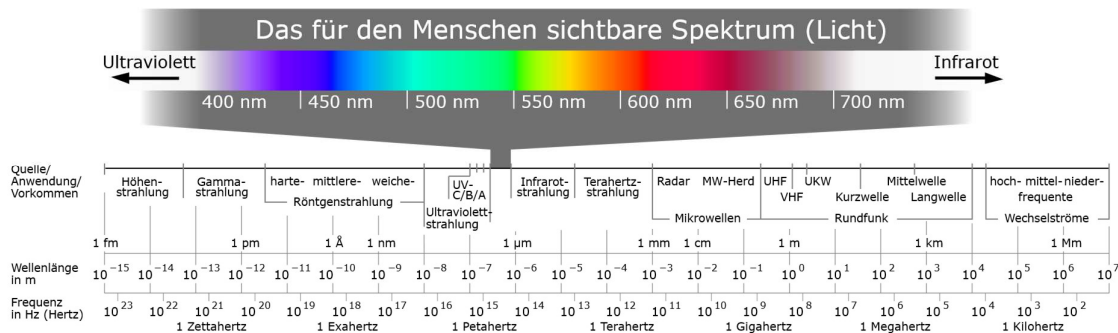 Das für den Menschen sichtbare Spektrum (Licht)
Ultraviolett
Infrarot
400 nm
450 nm
500 nm
550 nm
600 nm
650 nm
700 nm
Quelle/
Anwendung/
Vorkommen
Höhen-
strahlung
Gamma-
strahlung
harte- mittlere- weiche-
Röntgenstrahlung
UV-
C/B/A
Ultraviolett-
strahlung
Infrarot-
strahlung
Terahertz-
strahlung
Radar MW-Herd
Mikrowellen
UHF UKW Mittelwelle
VHF Kurzwelle Langwelle
Rundfunk
hoch- mittel- nieder-
frequente
Wechselströme
1 fm 1 pm 1 Å 1 nm 1 µm 1 mm 1 cm 1 m 1 km 1 Mm
Wellenlänge
in m
10⁻¹⁵ 10⁻¹⁴ 10⁻¹³ 10⁻¹² 10⁻¹¹ 10⁻¹⁰ 10⁻⁹ 10⁻⁸ 10⁻⁷ 10⁻⁶ 10⁻⁵ 10⁻⁴ 10⁻³ 10⁻² 10⁻¹ 10⁰ 10¹ 10² 10³ 10⁴ 10⁵ 10⁶ 10⁷
Frequenz
in Hz (Hertz)
10²³ 10²² 10²¹ 10²⁰ 10¹⁹ 10¹⁸ 10¹⁷ 10¹⁶ 10¹⁵ 10¹⁴ 10¹³ 10¹² 10¹¹ 10¹⁰ 10⁹ 10⁸ 10⁷ 10⁶ 10⁵ 10⁴ 10³ 10²
1 Zettahertz 1 Exahertz 1 Petahertz 1 Terahertz 1 Gigahertz 1 Megahertz 1 Kilohertz